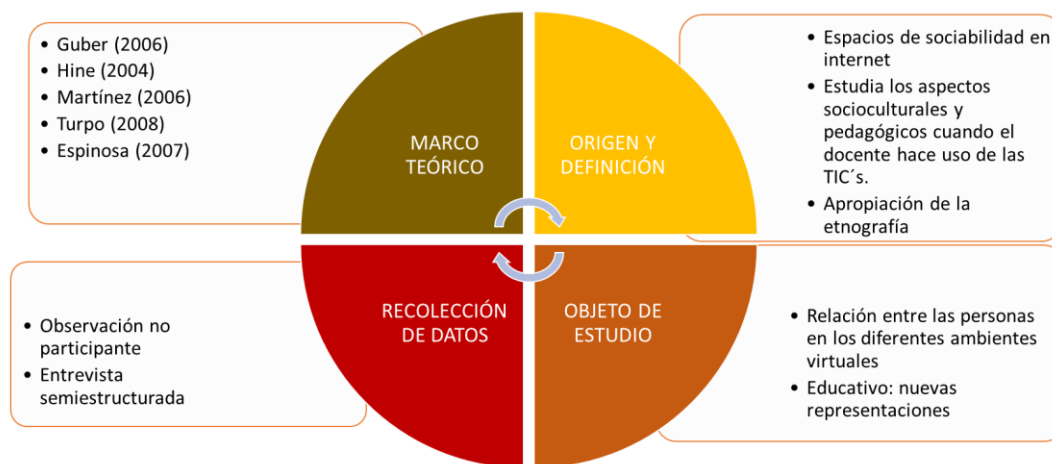 • Guber (2006)
• Hine (2004)
• Martínez (2006)
• Turpo (2008)
• Espinosa (2007)
MARCO
TEÓRICO
ORIGEN Y
DEFINICIÓN
• Espacios de sociabilidad en
internet
• Estudia los aspectos
socioculturales y
pedagógicos cuando el
docente hace uso de las
TIC´s.
• Apropiación de la
etnografía
• Observación no
participante
• Entrevista
semiestructurada
RECOLECCIÓN
DE DATOS
OBJETO DE
ESTUDIO
• Relación entre las personas
en los diferentes ambientes
virtuales
• Educativo: nuevas
representaciones